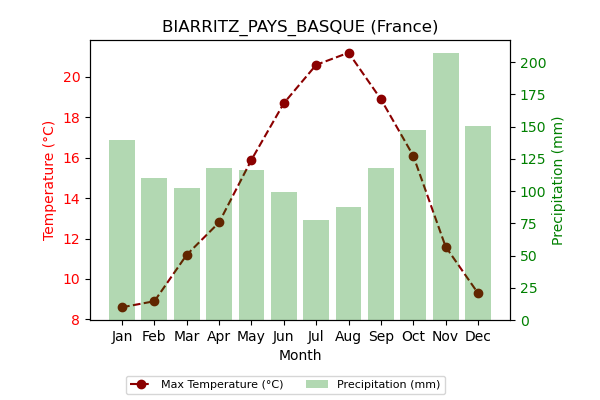 BIARRITZ_PAYS_BASQUE (France)
Temperature (°C)
20
18
16
14
12
10
8
200
175
150
125
100
75
50
25
0
Precipitation (mm)
Jan Feb Mar Apr May Jun Jul Aug Sep Oct Nov Dec
Month
Max Temperature (°C) Precipitation (mm)